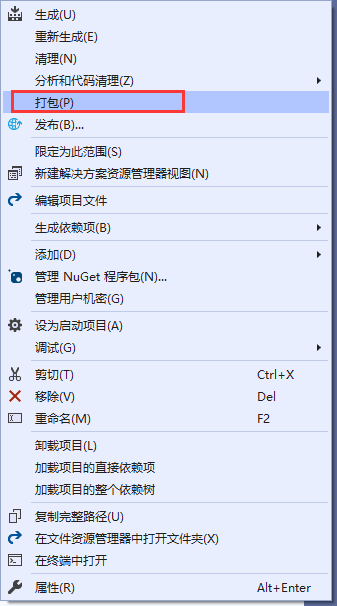 生成(U)
重新生成(E)
清理(N)
分析和代码清理(Z)
打包(P)
发布(B)...
限定为此范围(S)
新建解决方案资源管理器视图(N)
编辑项目文件
生成依赖项(B)
添加(D)
管理 NuGet 程序包(N)...
管理用户机密(G)
设为启动项目(A)
调试(G)
剪切(T) Ctrl+X
移除(V) Del
重命名(M) F2
卸载项目(L)
加载项目的直接依赖项
加载项目的整个依赖树
复制完整路径(U)
在文件资源管理器中打开文件夹(X)
在终端中打开
属性(R) Alt+Enter